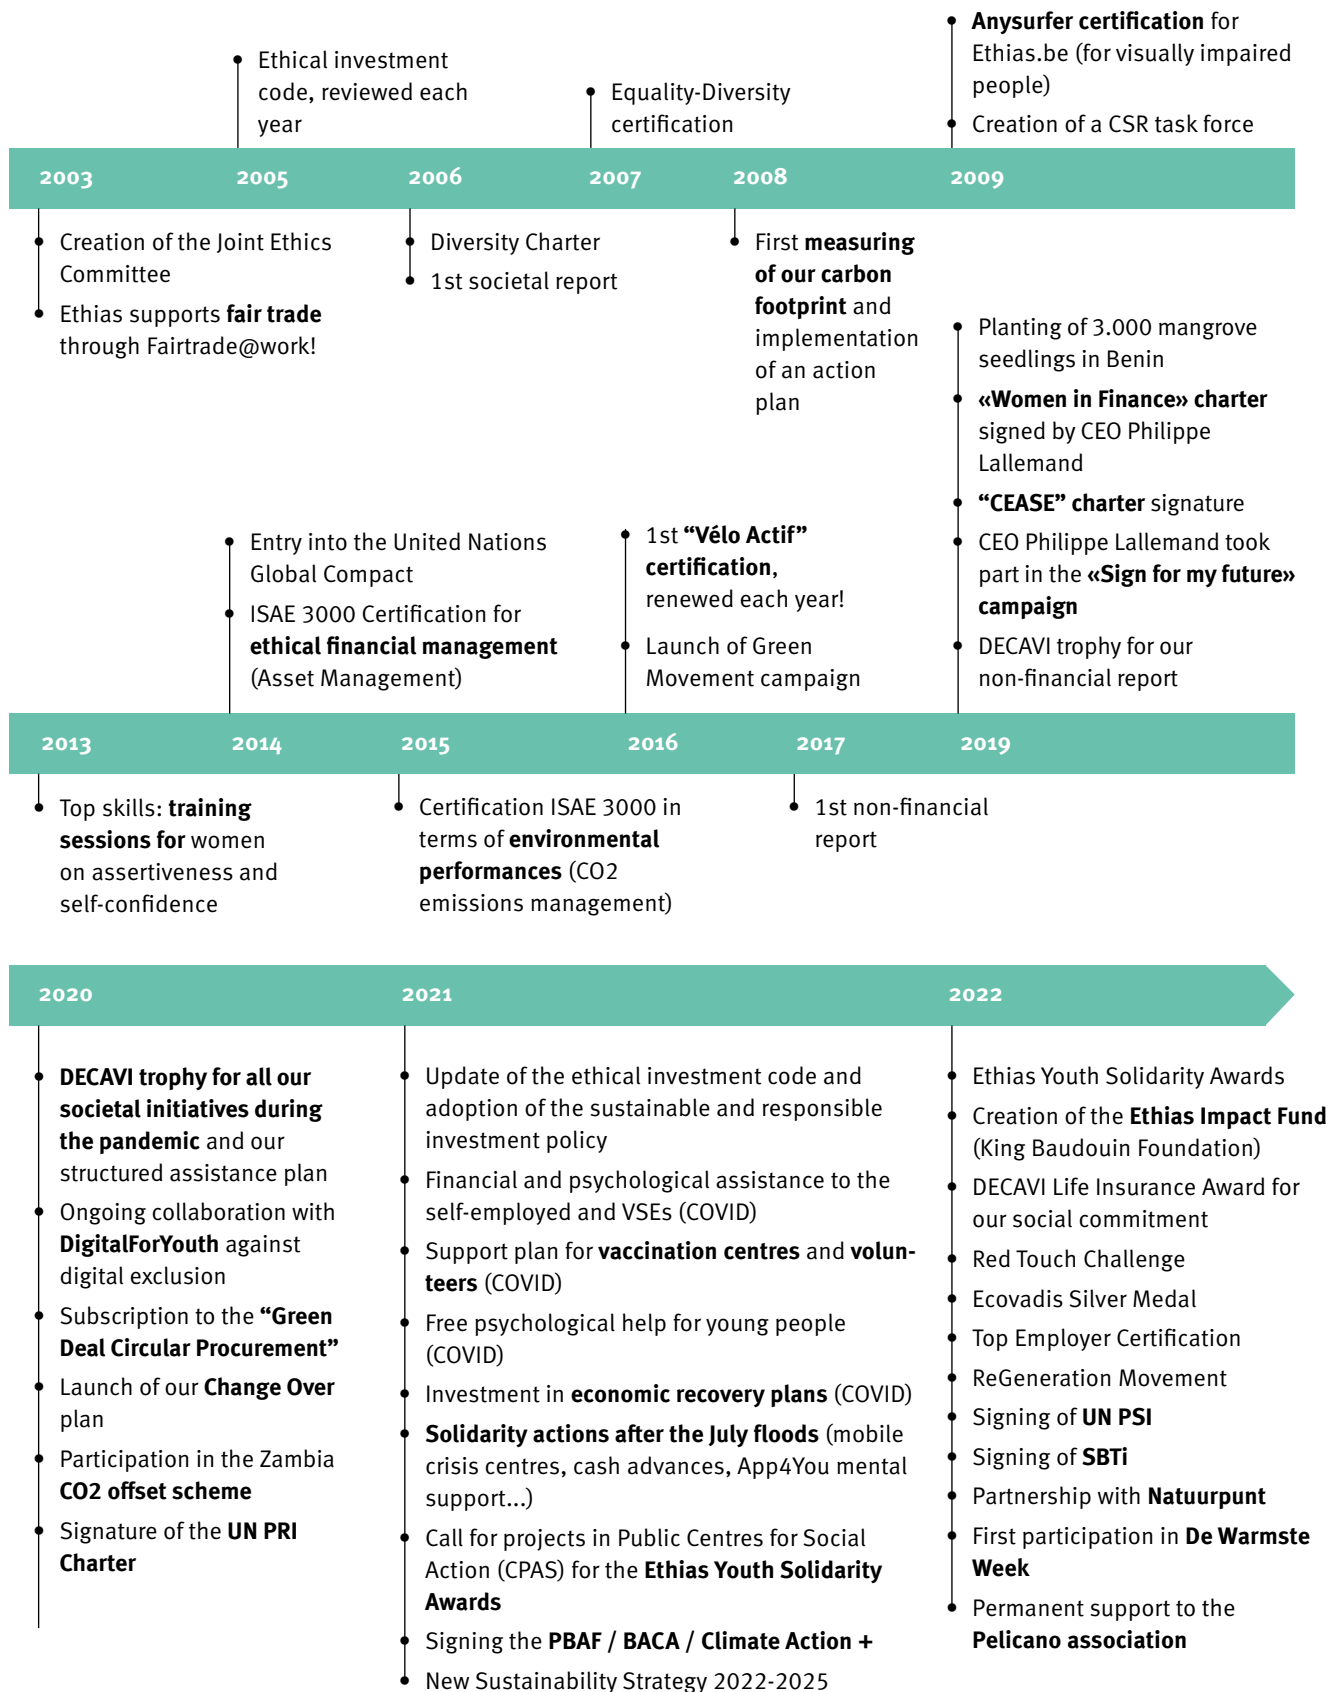 Anysurfer certification for
Ethias.be (for visually impaired
people)
Creation of a CSR task force
Ethical investment
code, reviewed each
year
Equality-Diversity
certification
2003
2005
2006
2007
2008
2009
Creation of the Joint Ethics
Committee
Ethias supports fair trade
through Fairtrade@work!
Diversity Charter
1st societal report
First measuring
of our carbon
footprint and
implementation
of an action
plan
Planting of 3.000 mangrove
seedlings in Benin
«Women in Finance» charter
signed by CEO Philippe
Lallemand
“CEASE” charter signature
CEO Philippe Lallemand took
part in the «Sign for my future»
campaign
DECAVI trophy for our
non-financial report
Entry into the United Nations
Global Compact
ISAE 3000 Certification for
ethical financial management
(Asset Management)
1st “Vélo Actif”
certification,
renewed each year!
Launch of Green
Movement campaign
2013
2014
2015
2016
2017
2019
Top skills: training
sessions for women
on assertiveness and
self-confidence
Certification ISAE 3000 in
terms of environmental
performances (CO2
emissions management)
1st non-financial
report
2020
2021
2022
DECAVI trophy for all our
societal initiatives during
the pandemic and our
structured assistance plan
Ongoing collaboration with
DigitalForYouth against
digital exclusion
Subscription to the “Green
Deal Circular Procurement”
Launch of our Change Over
plan
Participation in the Zambia
CO2 offset scheme
Signature of the UN PRI
Charter
Update of the ethical investment code and
adoption of the sustainable and responsible
investment policy
Financial and psychological assistance to the
self-employed and VSEs (COVID)
Support plan for vaccination centres and volun-
teers (COVID)
Free psychological help for young people
(COVID)
Investment in economic recovery plans (COVID)
Solidarity actions after the July floods (mobile
crisis centres, cash advances, App4You mental
support...)
Call for projects in Public Centres for Social
Action (CPAS) for the Ethias Youth Solidarity
Awards
Signing the PBAF / BACA / Climate Action +
New Sustainability Strategy 2022-2025
Ethias Youth Solidarity Awards
Creation of the Ethias Impact Fund
(King Baudouin Foundation)
DECAVI Life Insurance Award for
our social commitment
Red Touch Challenge
Ecovadis Silver Medal
Top Employer Certification
ReGeneration Movement
Signing of UN PSI
Signing of SBTi
Partnership with Natuurpunt
First participation in De Warmste
Week
Permanent support to the
Pelicano association